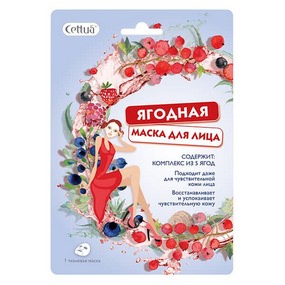 Cettua
ЯГОДНАЯ
МАСКА ДЛЯ ЛИЦА
СОДЕРЖИТ:
КОМПЛЕКС ИЗ 5 ЯГОД
Подходит даже
для чувствительной
кожи лица
Восстанавливает
и успокаивает
чувствительную кожу
1 тканевая маска